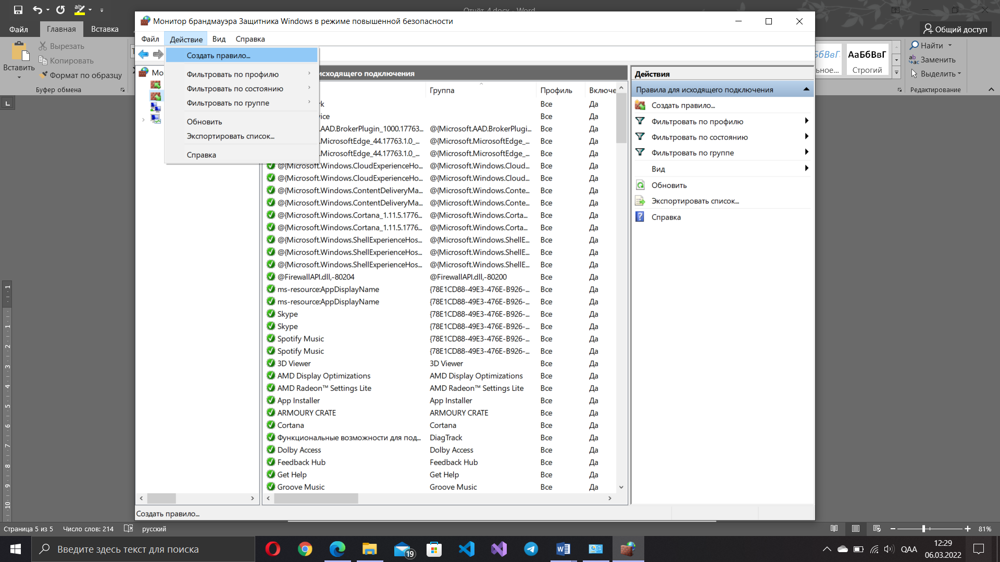 Отчёт_4.docx - Word
Файл
Главная
Вставка
Общий доступ
Вставить
Вырезать
Копировать
Формат по образцу
Буфер обмена
АаБбВвГ
Строгий
Найти
Заменить
Выделить
Редактирование
Монитор брандмауэра Защитника Windows в режиме повышенной безопасности
Файл Действие Вид Справка
Создать правило...
Фильтровать по профилю
Фильтровать по состоянию
Фильтровать по группе
Обновить
Экспортировать список...
Справка
Мо
исходящего подключения
Группа Профиль Включе
rk Все Да
vice Все Да
.AAD.BrokerPlugin_1000.17763... @{Microsoft.AAD.BrokerPlugi... Все Да
.MicrosoftEdge_44.17763.1.0_... @{Microsoft.MicrosoftEdge_... Все Да
.MicrosoftEdge_44.17763.1.0_... @{Microsoft.MicrosoftEdge_... Все Да
@{Microsoft.Windows.CloudExperienceHo... @{Microsoft.Windows.Cloud... Все Да
@{Microsoft.Windows.CloudExperienceHo... @{Microsoft.Windows.Cloud... Все Да
@{Microsoft.Windows.ContentDeliveryMa... @{Microsoft.Windows.Conte... Все Да
@{Microsoft.Windows.ContentDeliveryMa... @{Microsoft.Windows.Conte... Все Да
@{Microsoft.Windows.Cortana_1.11.5.1776... @{Microsoft.Windows.Corta... Все Да
@{Microsoft.Windows.Cortana_1.11.5.1776... @{Microsoft.Windows.Corta... Все Да
@{Microsoft.Windows.ShellExperienceHos... @{Microsoft.Windows.ShellE... Все Да
@{Microsoft.Windows.ShellExperienceHos... @{Microsoft.Windows.ShellE... Все Да
@{Microsoft.Windows.ShellExperienceHos... @{Microsoft.Windows.ShellE... Все Да
@FirewallAPI.dll,-80204 @FirewallAPI.dll,-80200 Все Да
ms-resource:AppDisplayName {78E1CD88-49E3-476E-B926-... Все Да
ms-resource:AppDisplayName {78E1CD88-49E3-476E-B926-... Все Да
Skype {78E1CD88-49E3-476E-B926-... Все Да
Skype {78E1CD88-49E3-476E-B926-... Все Да
Spotify Music {78E1CD88-49E3-476E-B926-... Все Да
Spotify Music {78E1CD88-49E3-476E-B926-... Все Да
3D Viewer 3D Viewer Все Да
AMD Display Optimizations AMD Display Optimizations Все Да
AMD Radeon™ Settings Lite AMD Radeon™ Settings Lite Все Да
App Installer App Installer Все Да
ARMOURY CRATE ARMOURY CRATE Все Да
Cortana Cortana Все Да
Функциональные возможности для под... DiagTrack Все Да
Dolby Access Dolby Access Все Да
Feedback Hub Feedback Hub Все Да
Get Help Get Help Все Да
Groove Music Groove Music Все Да
Действия
Правила для исходящего подключения
Создать правило...
Фильтровать по профилю
Фильтровать по состоянию
Фильтровать по группе
Вид
Обновить
Экспортировать список...
Справка
Создать правило...
1
1
2
3
4
5
6
7
8
9
10
Страница 5 из 5 Число слов: 214 русский
81%
Введите здесь текст для поиска
19
QAA
12:29
06.03.2022